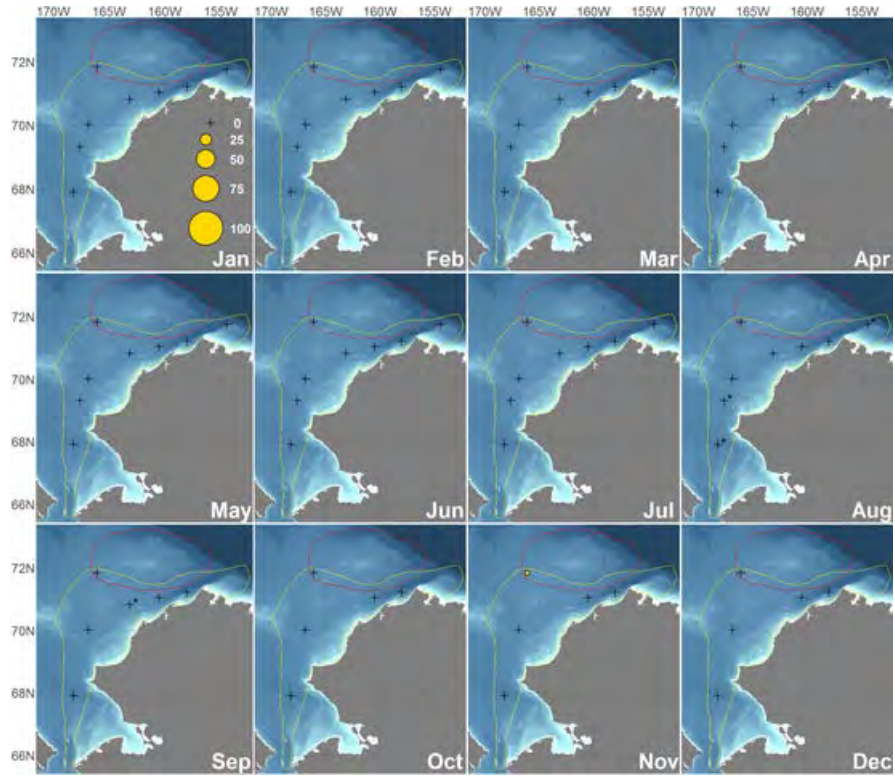 170W 165W 160W 155W 170W 165W 160W 155W 170W 165W 160W 155W 170W 165W 160W 155W
72N
70N
68N
66N
0
25
50
75
100
Jan Feb Mar Apr
72N
70N
68N
66N
May Jun Jul Aug
72N
70N
68N
66N
Sep Oct Nov Dec